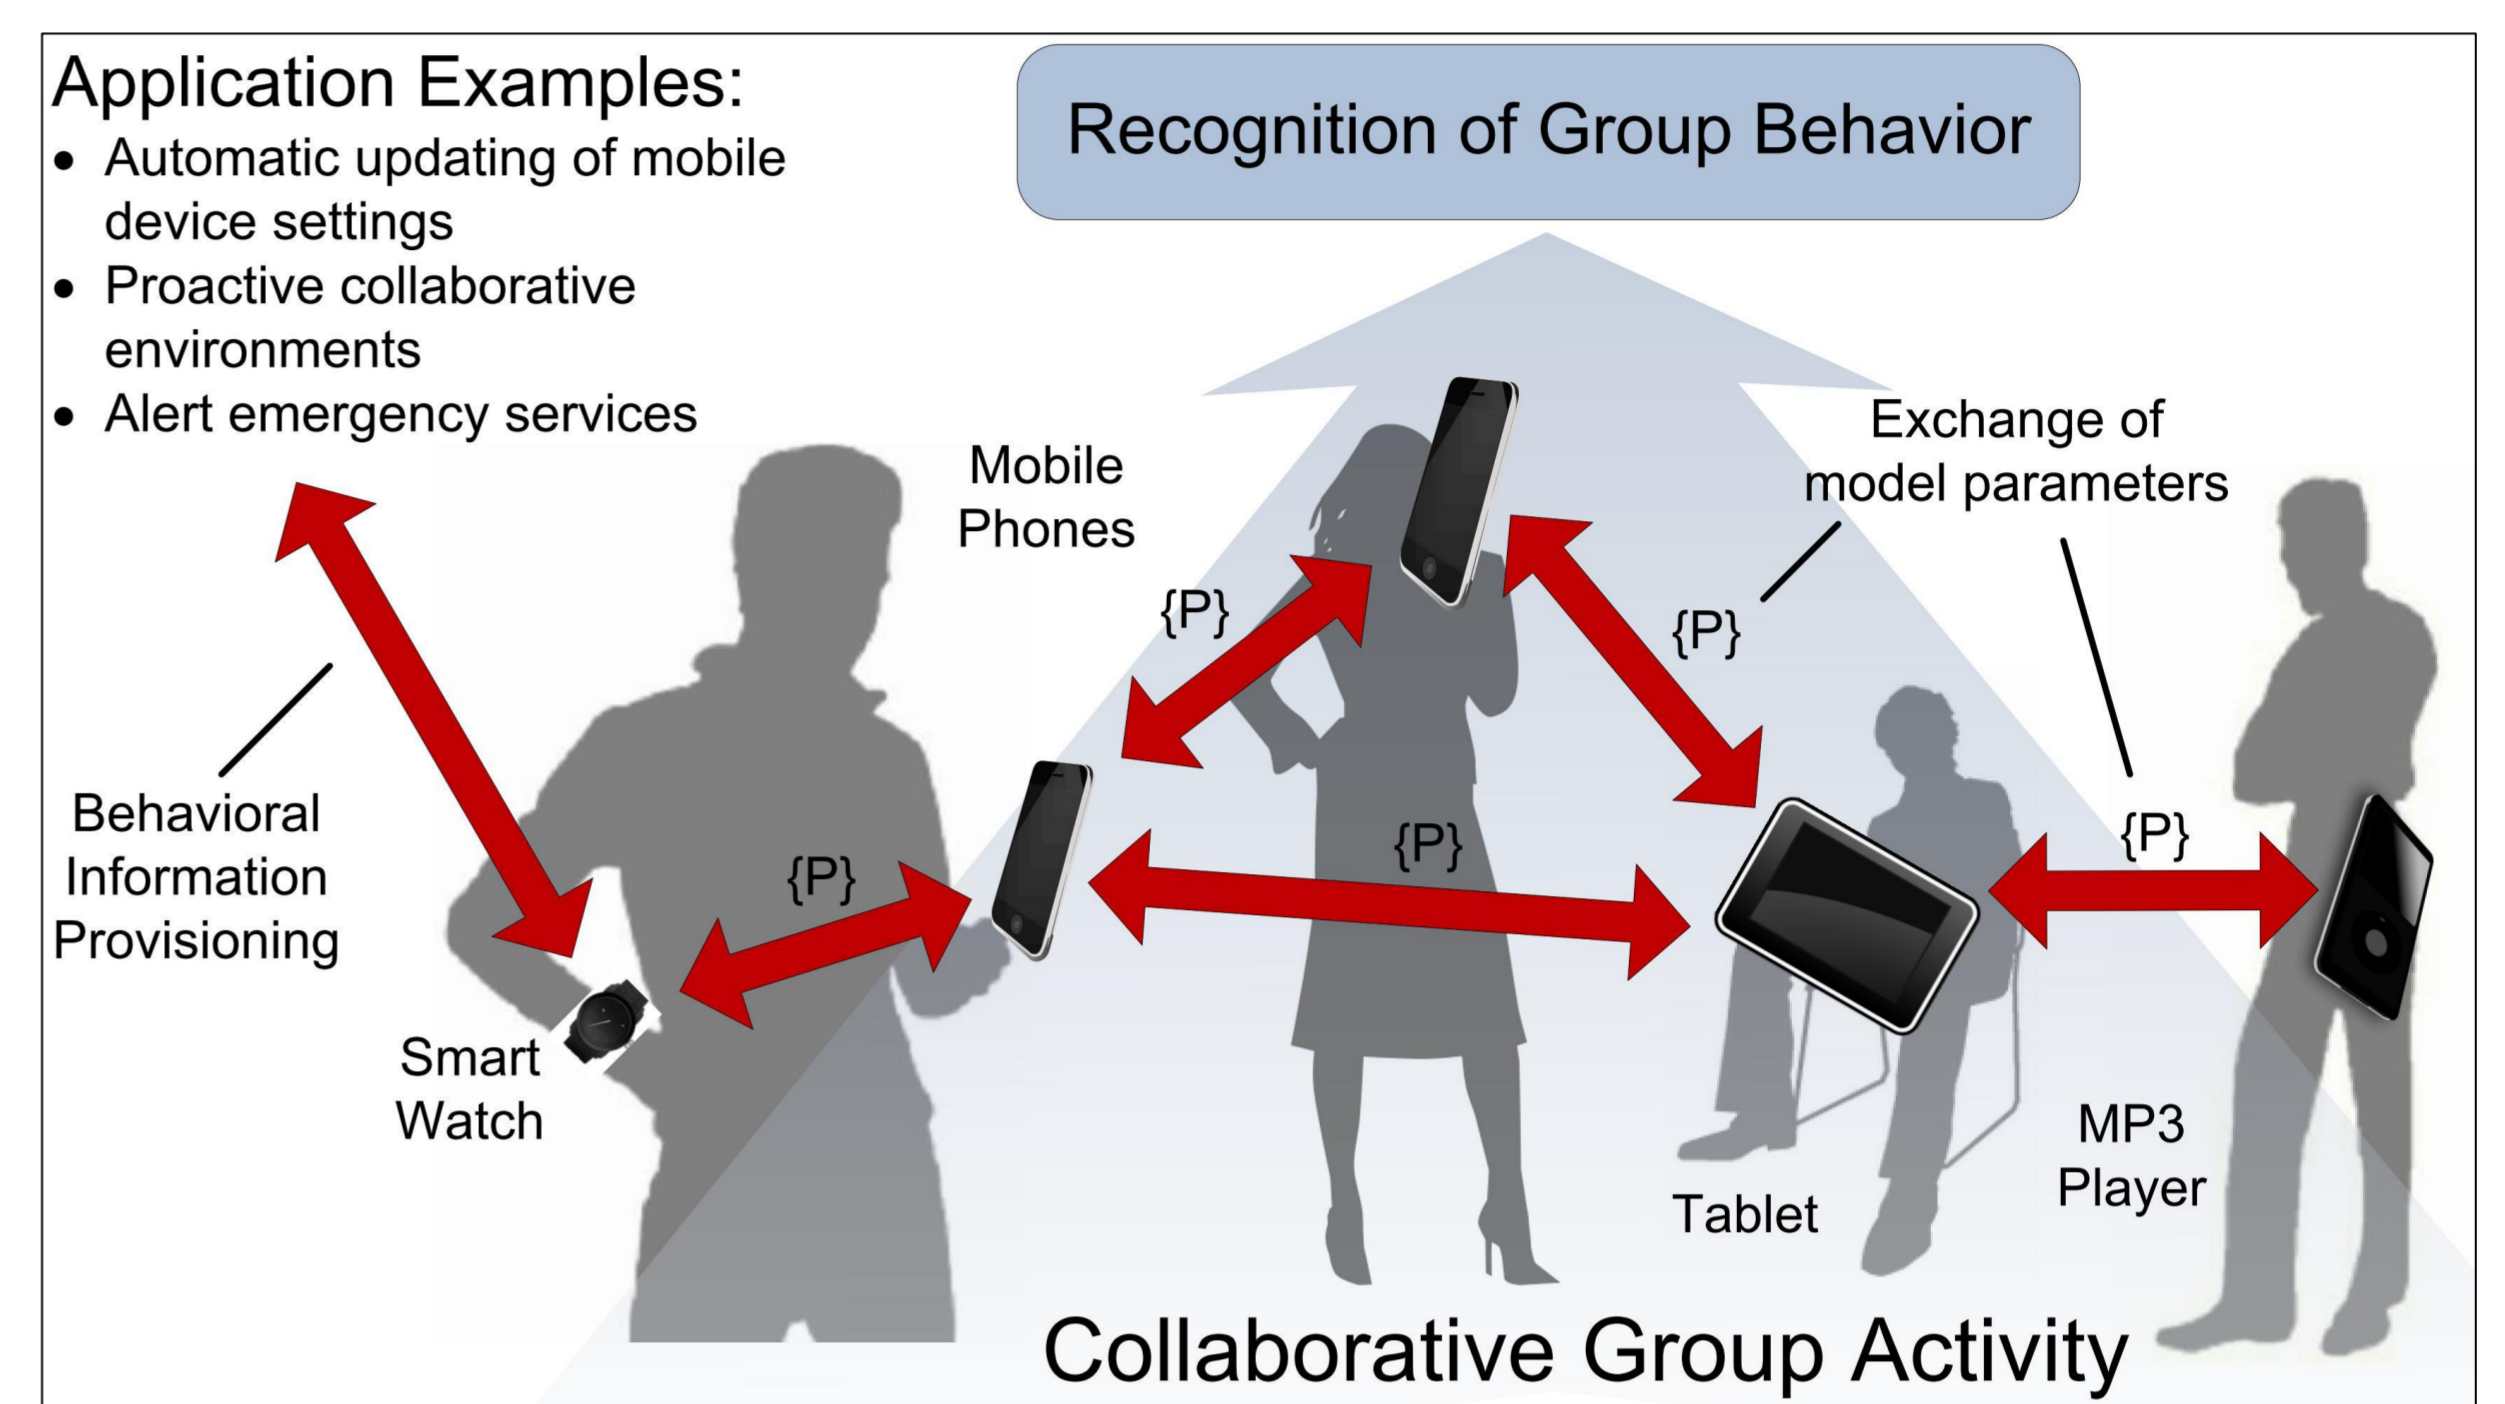 Application Examples:
• Automatic updating of mobile
device settings
• Proactive collaborative
environments
• Alert emergency services
Recognition of Group Behavior
Mobile
Phones
Exchange of
model parameters
{P}
{P}
{P}
{P}
{P}
Behavioral
Information
Provisioning
Smart
Watch
Tablet
MP3
Player
Collaborative Group Activity